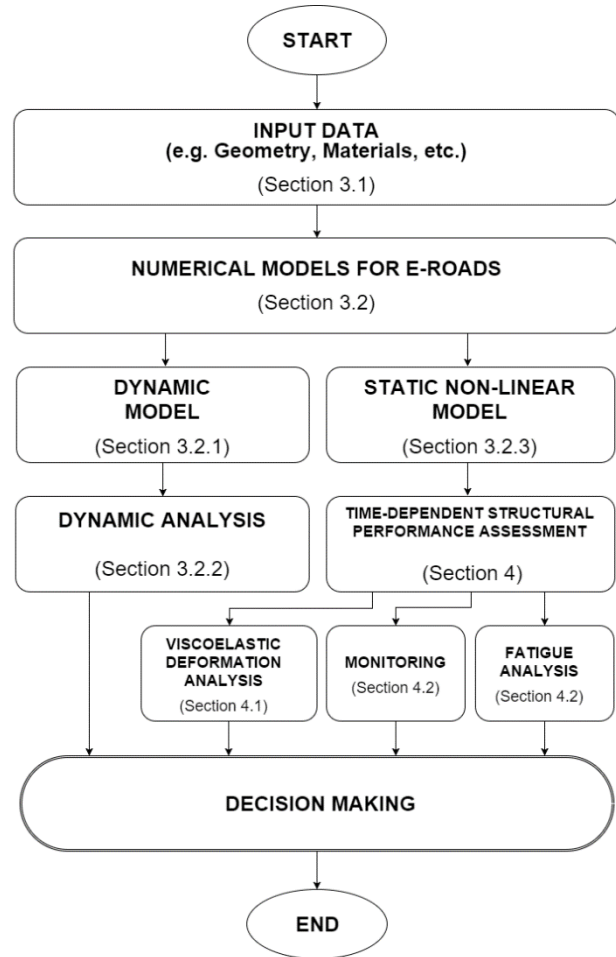 START
INPUT DATA
(e.g. Geometry, Materials, etc.)
(Section 3.1)
NUMERICAL MODELS FOR E-ROADS
(Section 3.2)
DYNAMIC
MODEL
(Section 3.2.1)
STATIC NON-LINEAR
MODEL
(Section 3.2.3)
DYNAMIC ANALYSIS
(Section 3.2.2)
TIME-DEPENDENT STRUCTURAL
PERFORMANCE ASSESSMENT
(Section 4)
VISCOELASTIC
DEFORMATION
ANALYSIS
(Section 4.1)
MONITORING
(Section 4.2)
FATIGUE
ANALYSIS
(Section 4.2)
DECISION MAKING
END